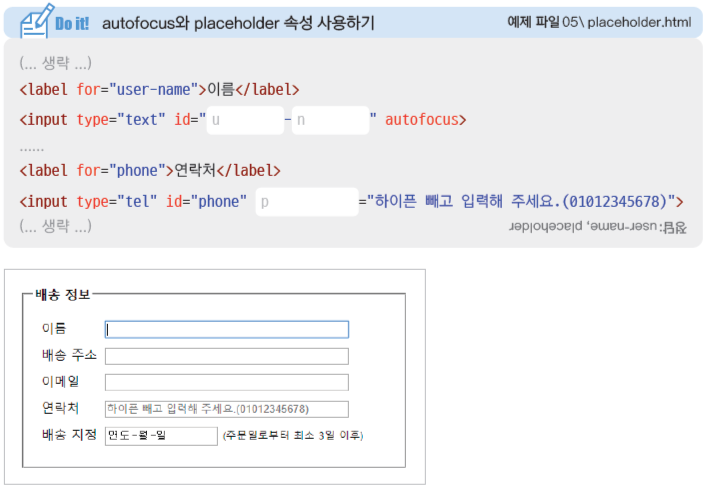 Do it! autofocus와 placeholder 속성 사용하기 예제 파일 05\ placeholder.html
(... 생략 ...)
<label for="user-name">이름</label>
<input type="text" id="u -n " autofocus>
......
<label for="phone">연락처</label>
<input type="tel" id="phone" p ="하이픈 빼고 입력해 주세요.(01012345678)">
(... 생략 ...)
정답: user-name, placeholder
배송 정보
이름
배송 주소
이메일
연락처 하이픈 빼고 입력해 주세요.(01012345678)
배송 지정 연도-월-일 (주문일로부터 최소 3일 이후)